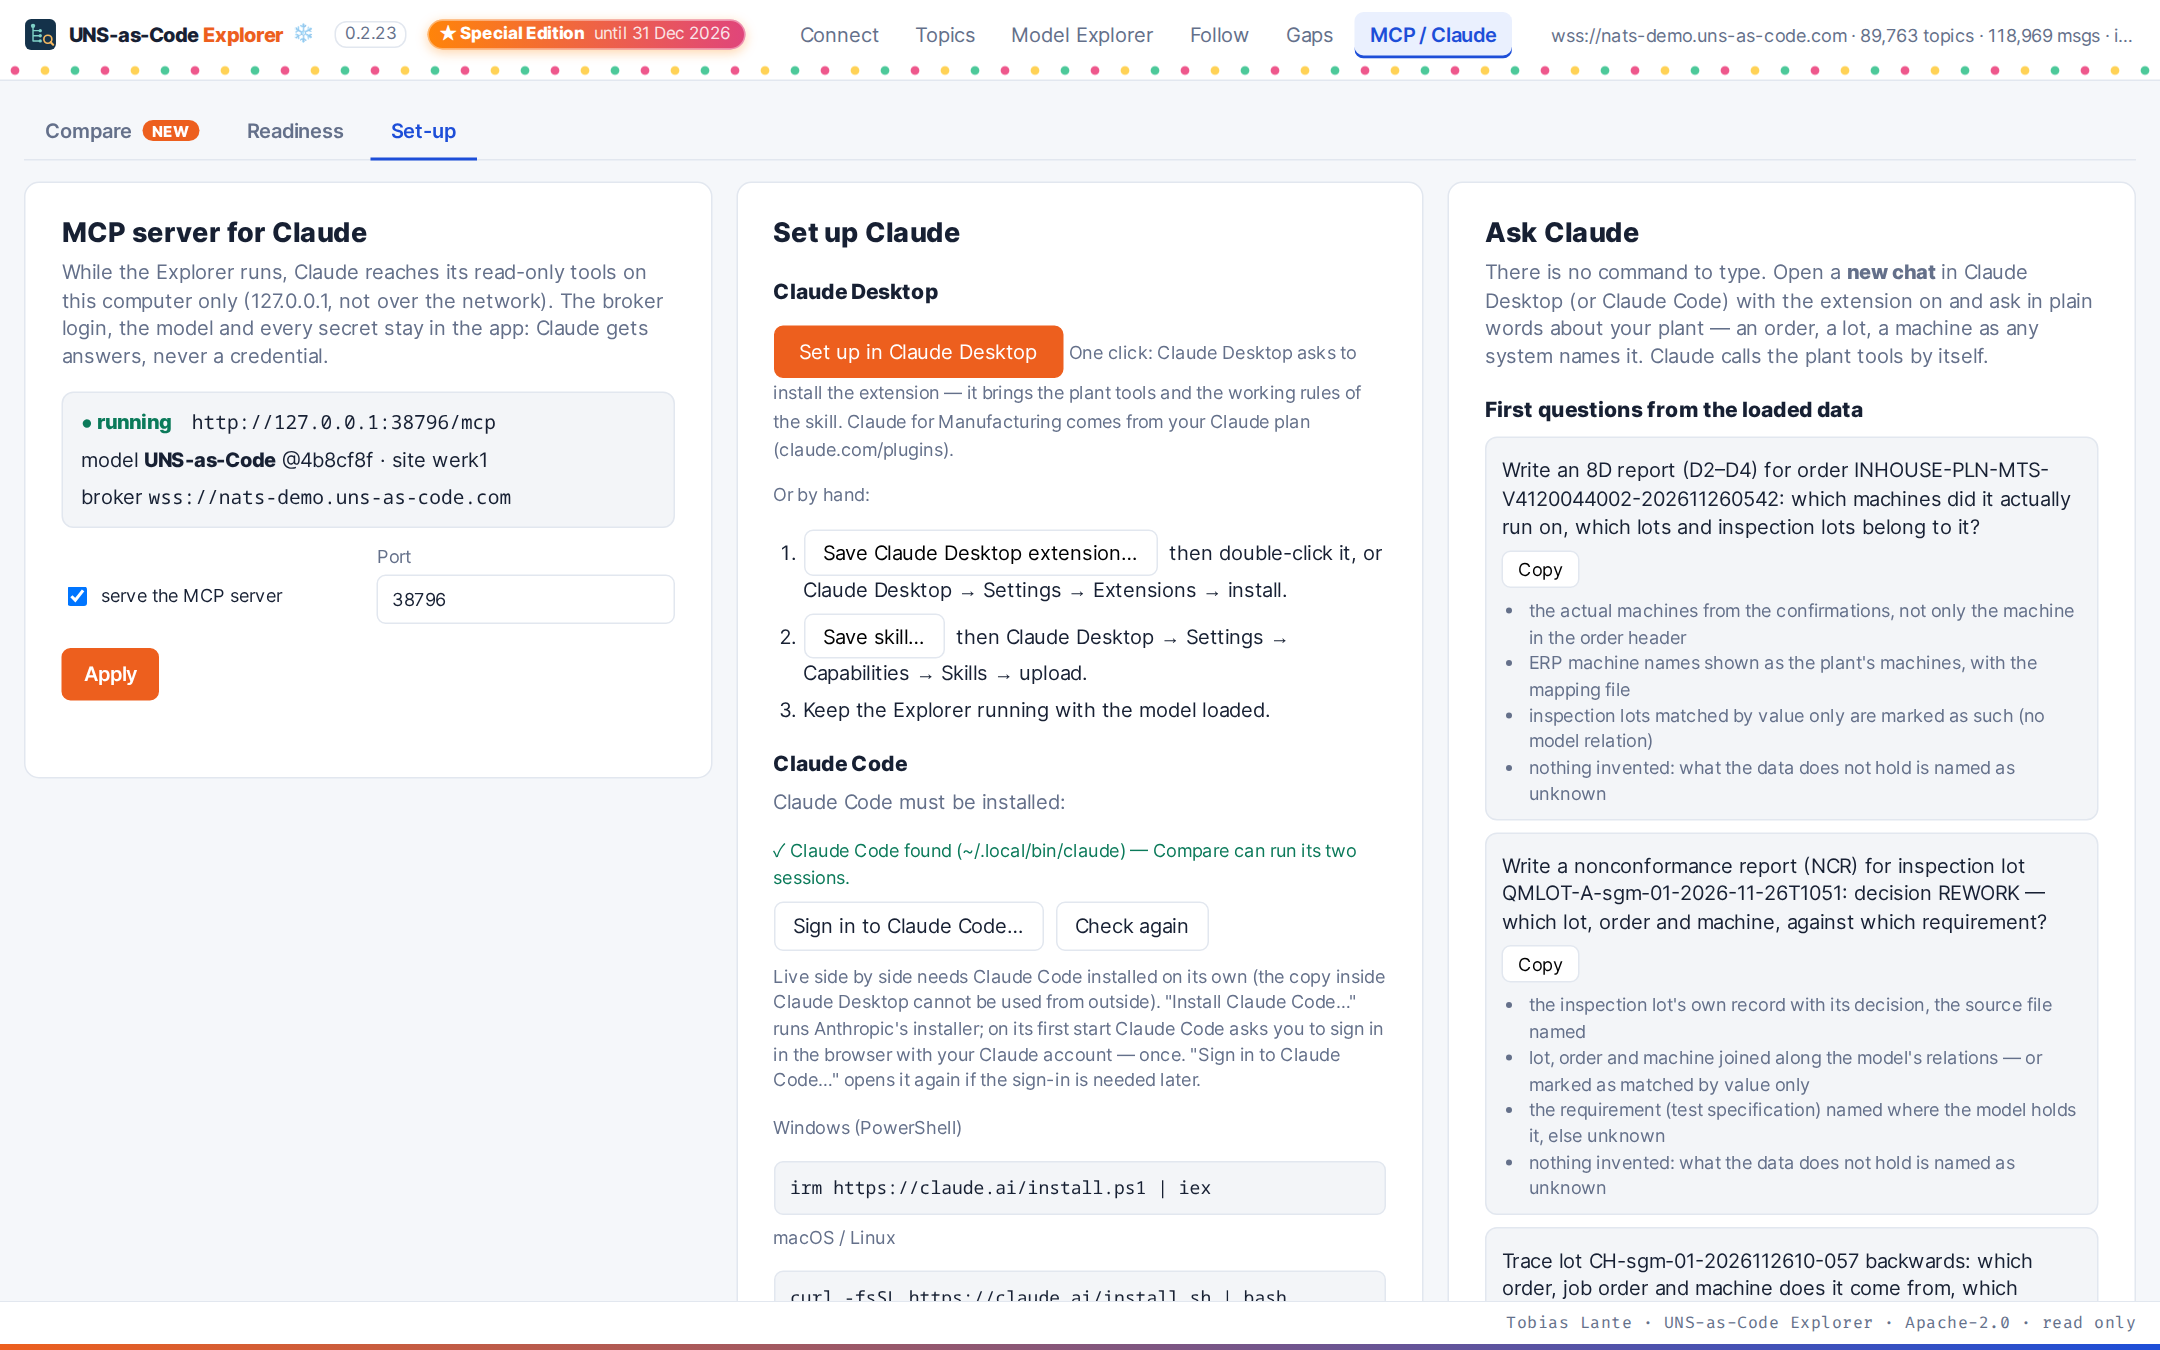 UNS-as-Code Explorer
0.2.23
★ Special Edition until 31 Dec 2026
Connect
Topics
Model Explorer
Follow
Gaps
MCP / Claude
wss://nats-demo.uns-as-code.com · 89,763 topics · 118,969 msgs · i...
Compare NEW
Readiness
Set-up
MCP server for Claude
While the Explorer runs, Claude reaches its read-only tools on
this computer only (127.0.0.1, not over the network). The broker
login, the model and every secret stay in the app: Claude gets
answers, never a credential.
● running http://127.0.0.1:38796/mcp
model UNS-as-Code @4b8cf8f · site werk1
broker wss://nats-demo.uns-as-code.com
Port
serve the MCP server
38796
Apply
Set up Claude
Claude Desktop
Set up in Claude Desktop One click: Claude Desktop asks to
install the extension — it brings the plant tools and the working rules of
the skill. Claude for Manufacturing comes from your Claude plan
(claude.com/plugins).
Or by hand:
1. Save Claude Desktop extension... then double-click it, or
Claude Desktop → Settings → Extensions → install.
2. Save skill... then Claude Desktop → Settings →
Capabilities → Skills → upload.
3. Keep the Explorer running with the model loaded.
Claude Code
Claude Code must be installed:
✓ Claude Code found (~/.local/bin/claude) — Compare can run its two
sessions.
Sign in to Claude Code...
Check again
Live side by side needs Claude Code installed on its own (the copy inside
Claude Desktop cannot be used from outside). "Install Claude Code..."
runs Anthropic's installer; on its first start Claude Code asks you to sign in
in the browser with your Claude account — once. "Sign in to Claude
Code..." opens it again if the sign-in is needed later.
Windows (PowerShell)
irm https://claude.ai/install.ps1 | iex
macOS / Linux
curl -fsSL https://claude.ai/install.sh | bash
Ask Claude
There is no command to type. Open a new chat in Claude
Desktop (or Claude Code) with the extension on and ask in plain
words about your plant — an order, a lot, a machine as any
system names it. Claude calls the plant tools by itself.
First questions from the loaded data
Write an 8D report (D2–D4) for order INHOUSE-PLN-MTS-
V4120044002-202611260542: which machines did it actually
run on, which lots and inspection lots belong to it?
Copy
• the actual machines from the confirmations, not only the machine
in the order header
• ERP machine names shown as the plant's machines, with the
mapping file
• inspection lots matched by value only are marked as such (no
model relation)
• nothing invented: what the data does not hold is named as
unknown
Write a nonconformance report (NCR) for inspection lot
QMLOT-A-sgm-01-2026-11-26T1051: decision REWORK —
which lot, order and machine, against which requirement?
Copy
• the inspection lot's own record with its decision, the source file
named
• lot, order and machine joined along the model's relations — or
marked as matched by value only
• the requirement (test specification) named where the model holds
it, else unknown
• nothing invented: what the data does not hold is named as
unknown
Trace lot CH-sgm-01-2026112610-057 backwards: which
order, job order and machine does it come from, which
Tobias Lante · UNS-as-Code Explorer · Apache-2.0 · read only